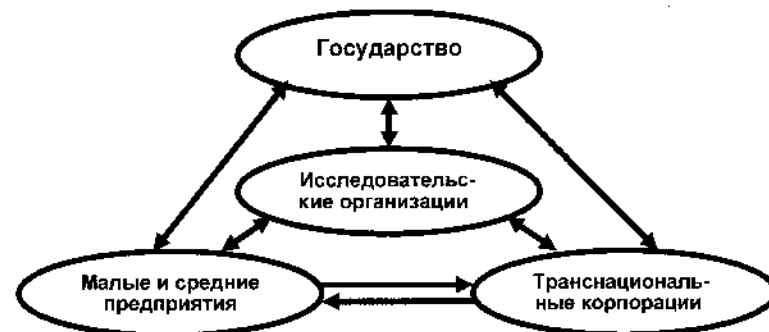 Государство
Исследовательс-
кие организации
Малые и средние
предприятия
Транснациональ-
ные корпорации